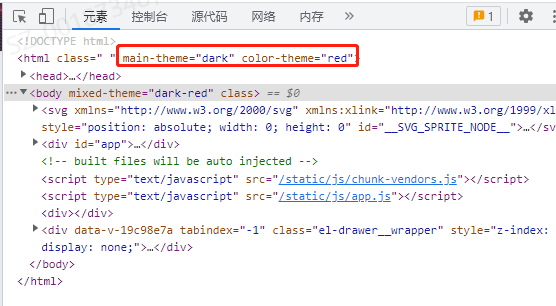 元素 控制台 源代码 网络 内存 » 1
<!DOCTYPE html>
<html class=" " main-theme="dark" color-theme="red">
<head>…</head>
<body mixed-theme="dark-red" class> == $0
<svg xmlns="http://www.w3.org/2000/svg" xmlns:xlink="http://www.w3.org/1999/xl
style="position: absolute; width: 0; height: 0" id="__SVG_SPRITE_NODE__">…</sv
<div id="app">…</div>
<!-- built files will be auto injected -->
<script type="text/javascript" src="/static/js/chunk-vendors.js"></script>
<script type="text/javascript" src="/static/js/app.js"></script>
<div></div>
<div data-v-19c98e7a tabindex="-1" class="el-drawer__wrapper" style="z-index:
display: none;">…</div>
</body>
</html>